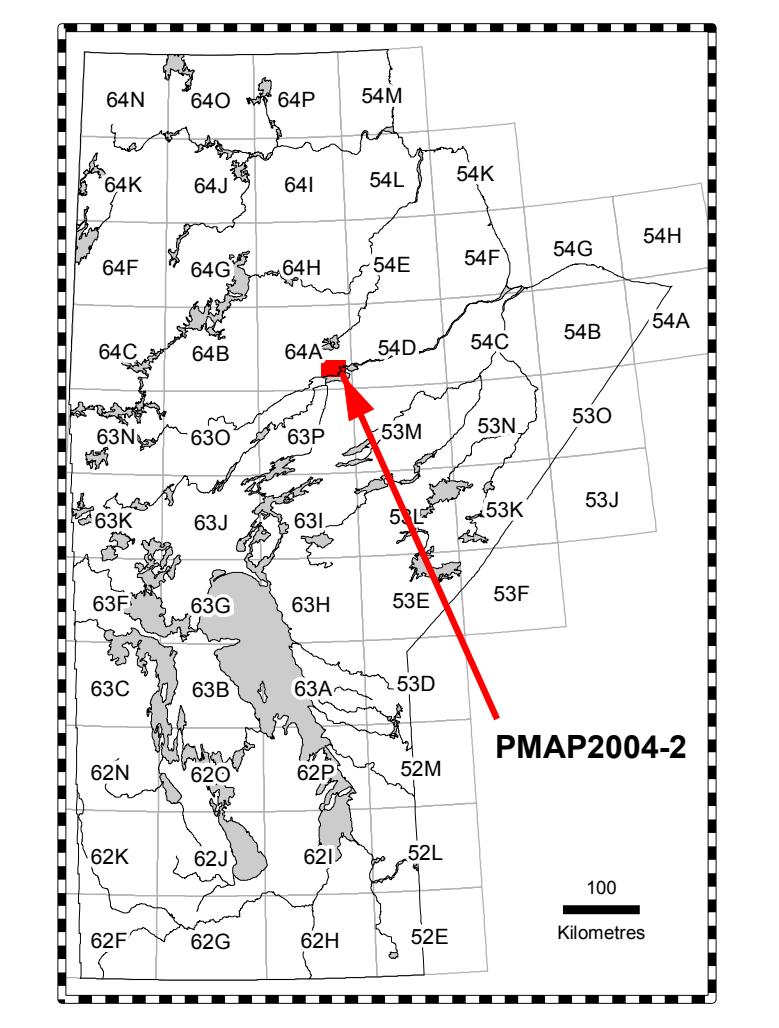 64N 64O 64P 54M
64K 64J 64I 54L 54K
64F 64G 64H 54E 54F 54G 54H
64C 64B 64A 54D 54C 54B 54A
63N 63O 63P 53M 53N 53O
63K 63J 63I 53L 53K 53J
63F 63G 63H 53E 53F
63C 63B 63A 53D
PMAP2004-2
62N 62O 62P 52M
62K 62J 62I 52L
100
Kilometres
62F 62G 62H 52E